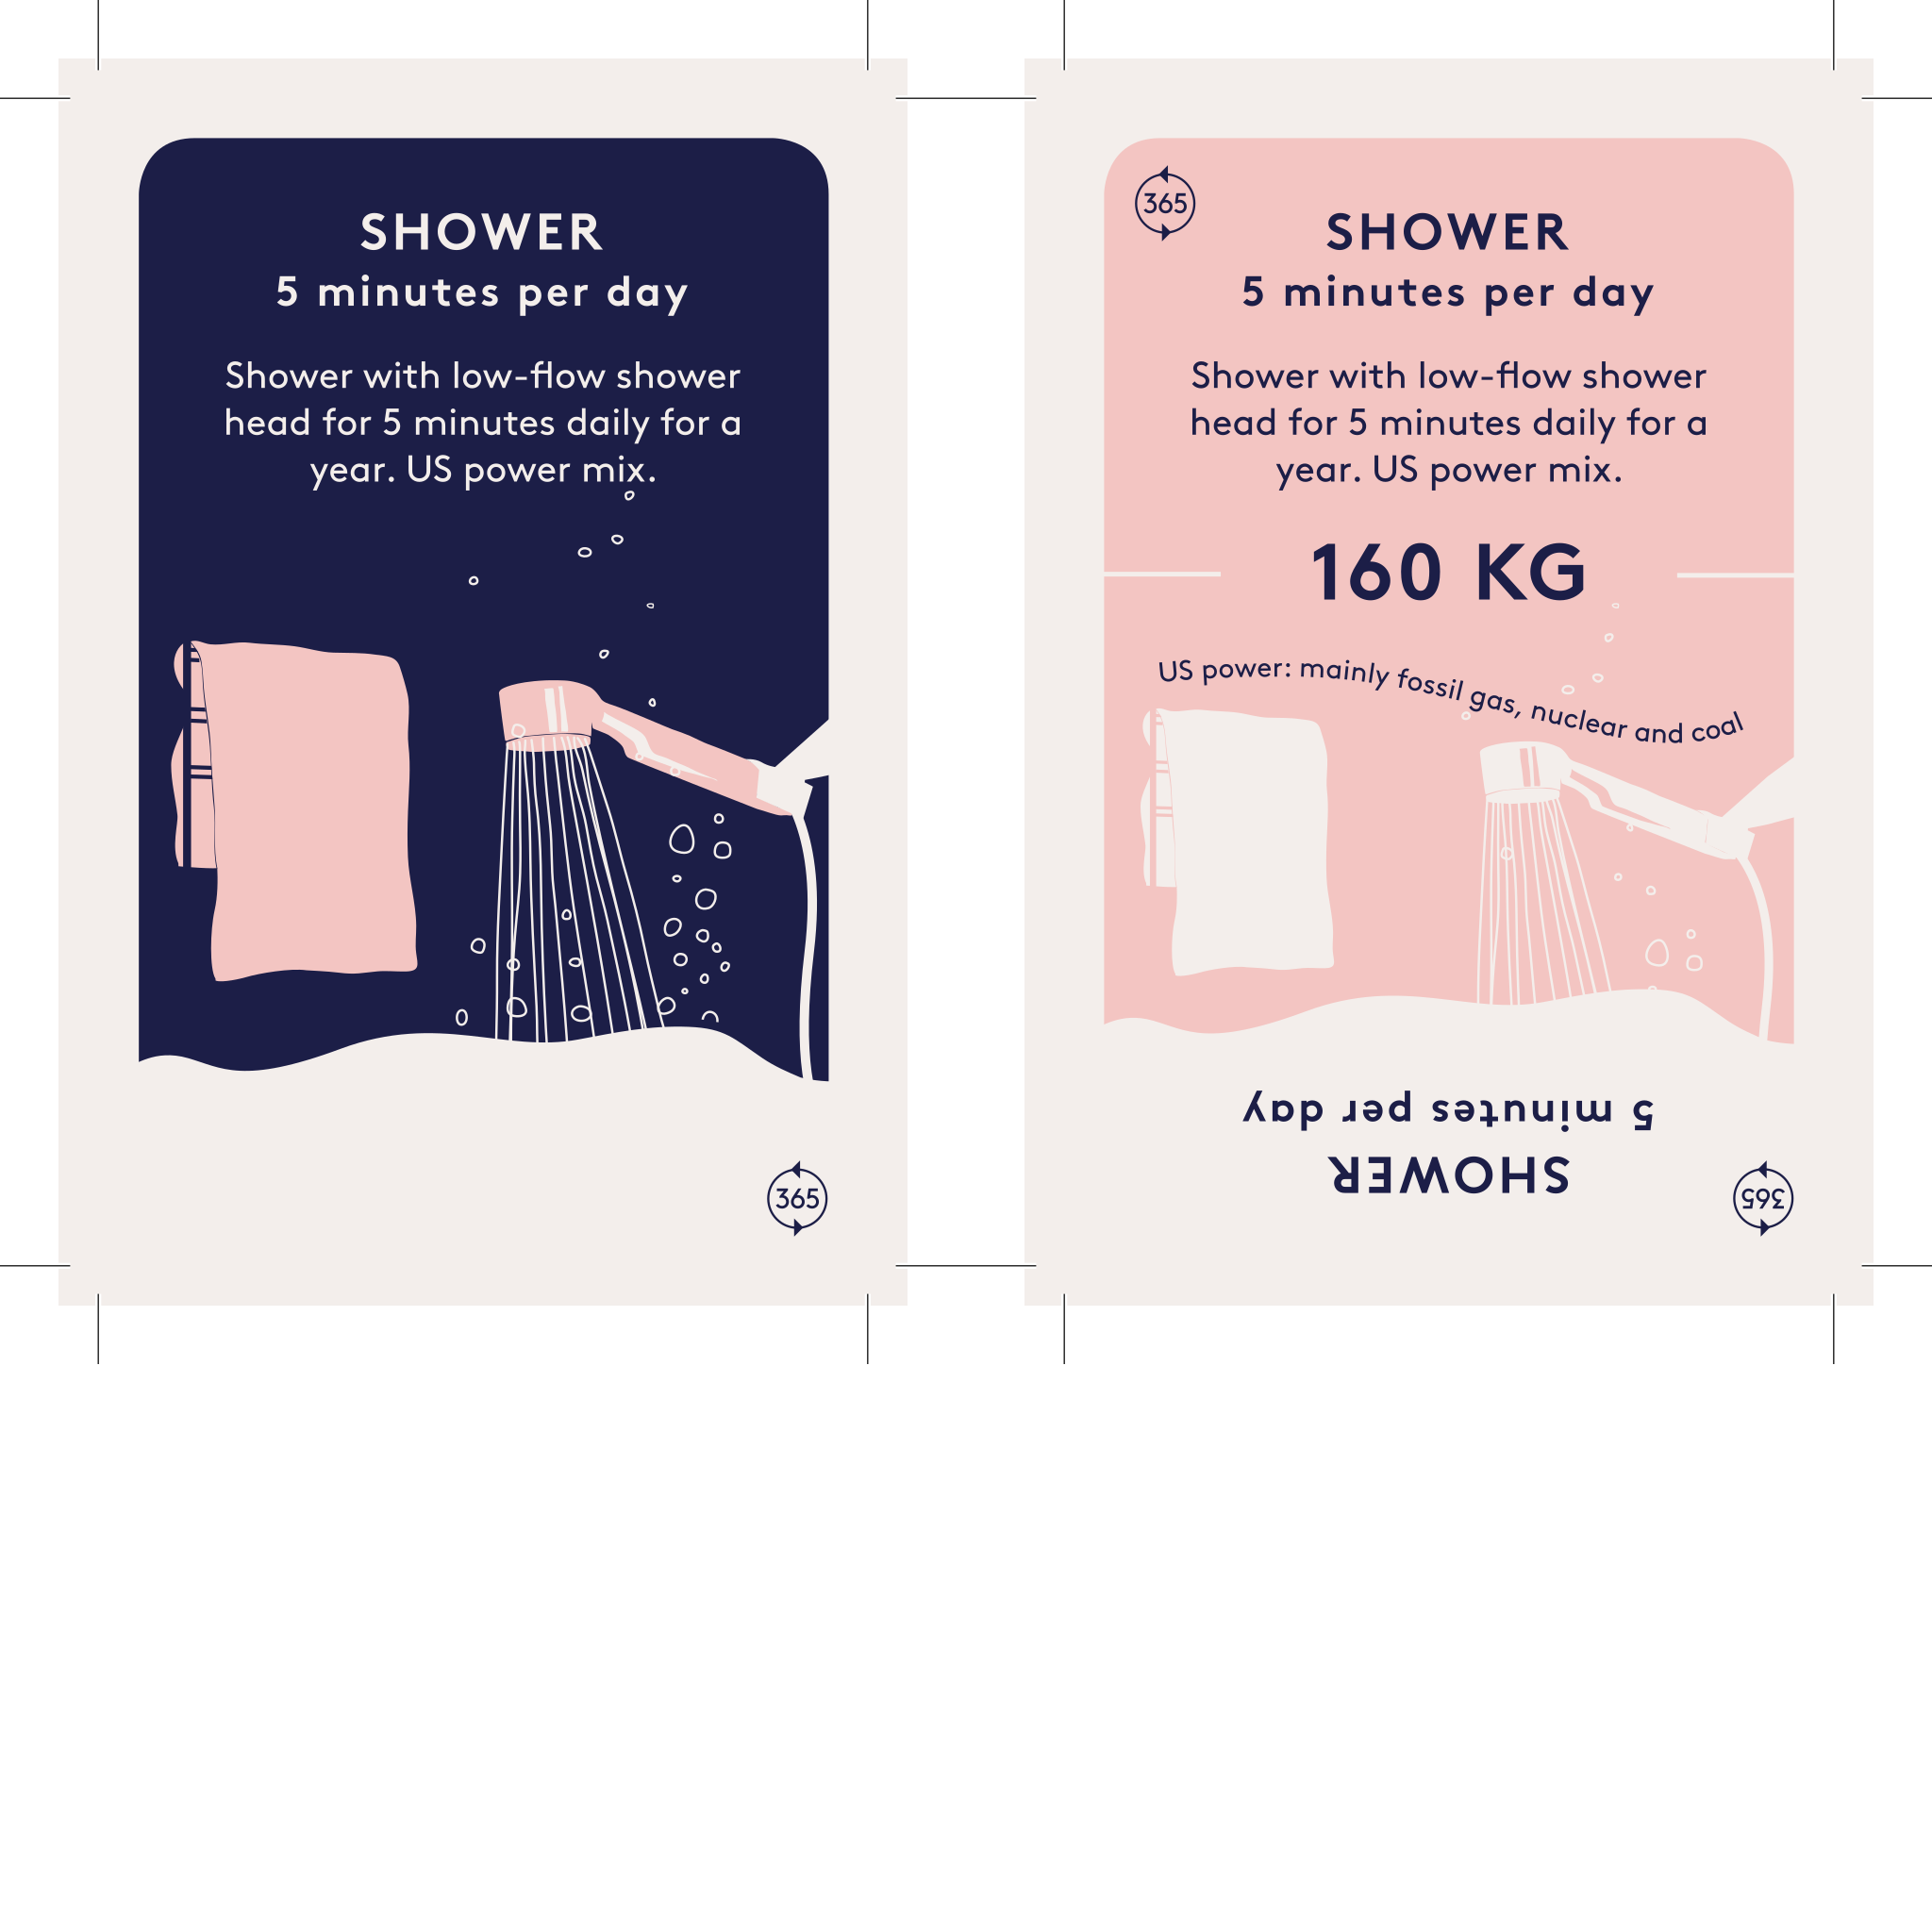 SHOWER
5 minutes per day
Shower with low-flow shower
head for 5 minutes daily for a
year. US power mix.
365
365
SHOWER
5 minutes per day
Shower with low-flow shower
head for 5 minutes daily for a
year. US power mix.
160 KG
US power: mainly fossil gas, nuclear and coal
5 minutes per day
SHOWER
365